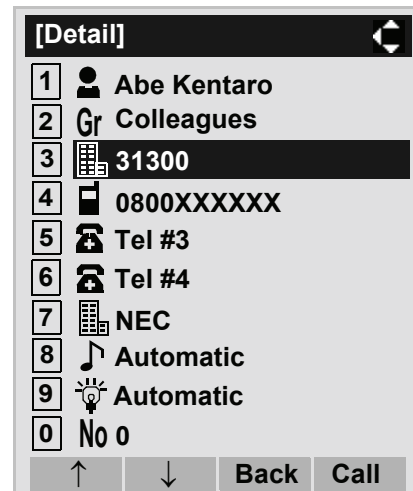 [Detail]
1 Abe Kentaro
2 Gr Colleagues
3 31300
4 0800XXXXXX
5 Tel #3
6 Tel #4
7 NEC
8 Automatic
9 Automatic
0 No 0
↑ ↓ Back Call